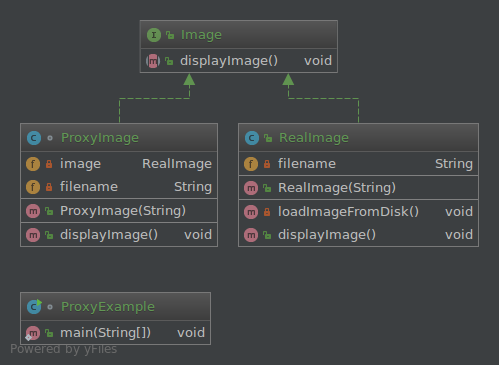 Image
displayImage() void
ProxyImage
image RealImage
filename String
ProxyImage(String)
displayImage() void
RealImage
filename String
RealImage(String)
loadImageFromDisk() void
displayImage() void
ProxyExample
main(String[]) void
Powered by yFiles